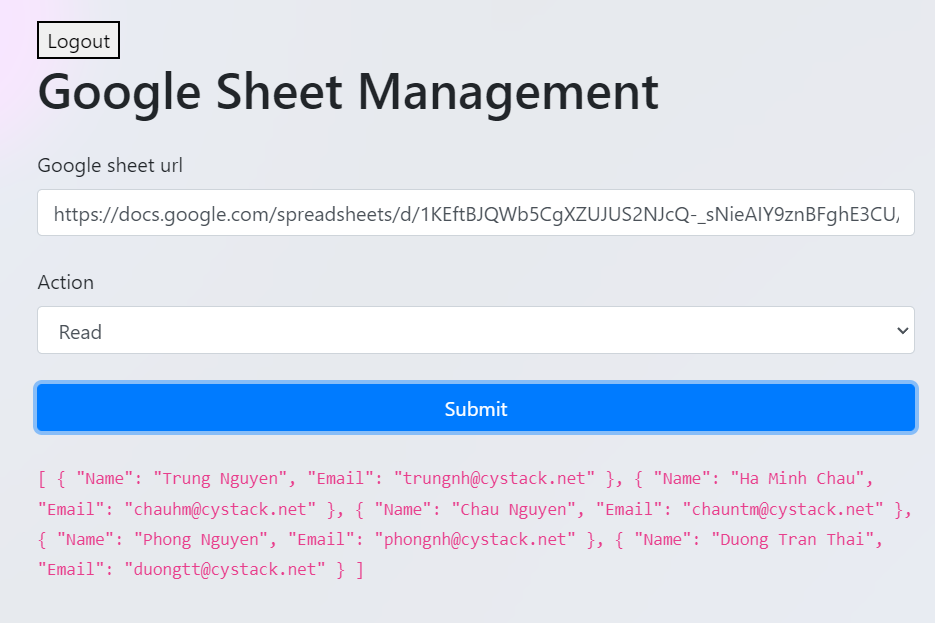 Logout
Google Sheet Management
Google sheet url
https://docs.google.com/spreadsheets/d/1KEftBJQWb5CgXZUJUS2NJcQ-_sNieAIY9znBFghE3CU/
Action
Read
Submit
[ { "Name": "Trung Nguyen", "Email": "trungnh@cystack.net" }, { "Name": "Ha Minh Chau",
"Email": "chauhm@cystack.net" }, { "Name": "Chau Nguyen", "Email": "chauntm@cystack.net" },
{ "Name": "Phong Nguyen", "Email": "phongnh@cystack.net" }, { "Name": "Duong Tran Thai",
"Email": "duongtt@cystack.net" } ]